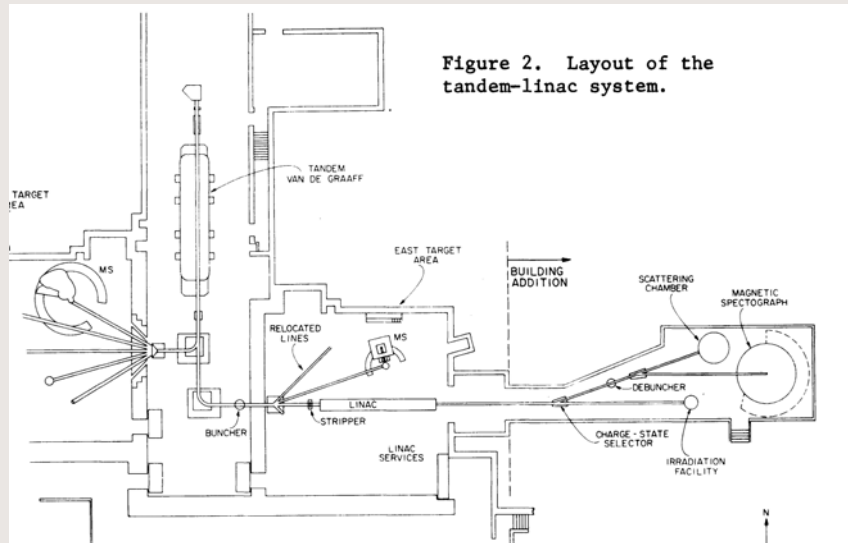 Figure 2. Layout of the
tandem-linac system.
TANDEM
VAN DE GRAAFF
TARGET
EA
MS
EAST TARGET
AREA
BUILDING
ADDITION
SCATTERING
CHAMBER
MAGNETIC
SPECTOGRAPH
RELOCATED
LINES
MS
DEBUNCHER
LINAC
BUNCHER
STRIPPER
CHARGE-STATE
SELECTOR
LINAC
SERVICES
IRRADIATION
FACILITY
N